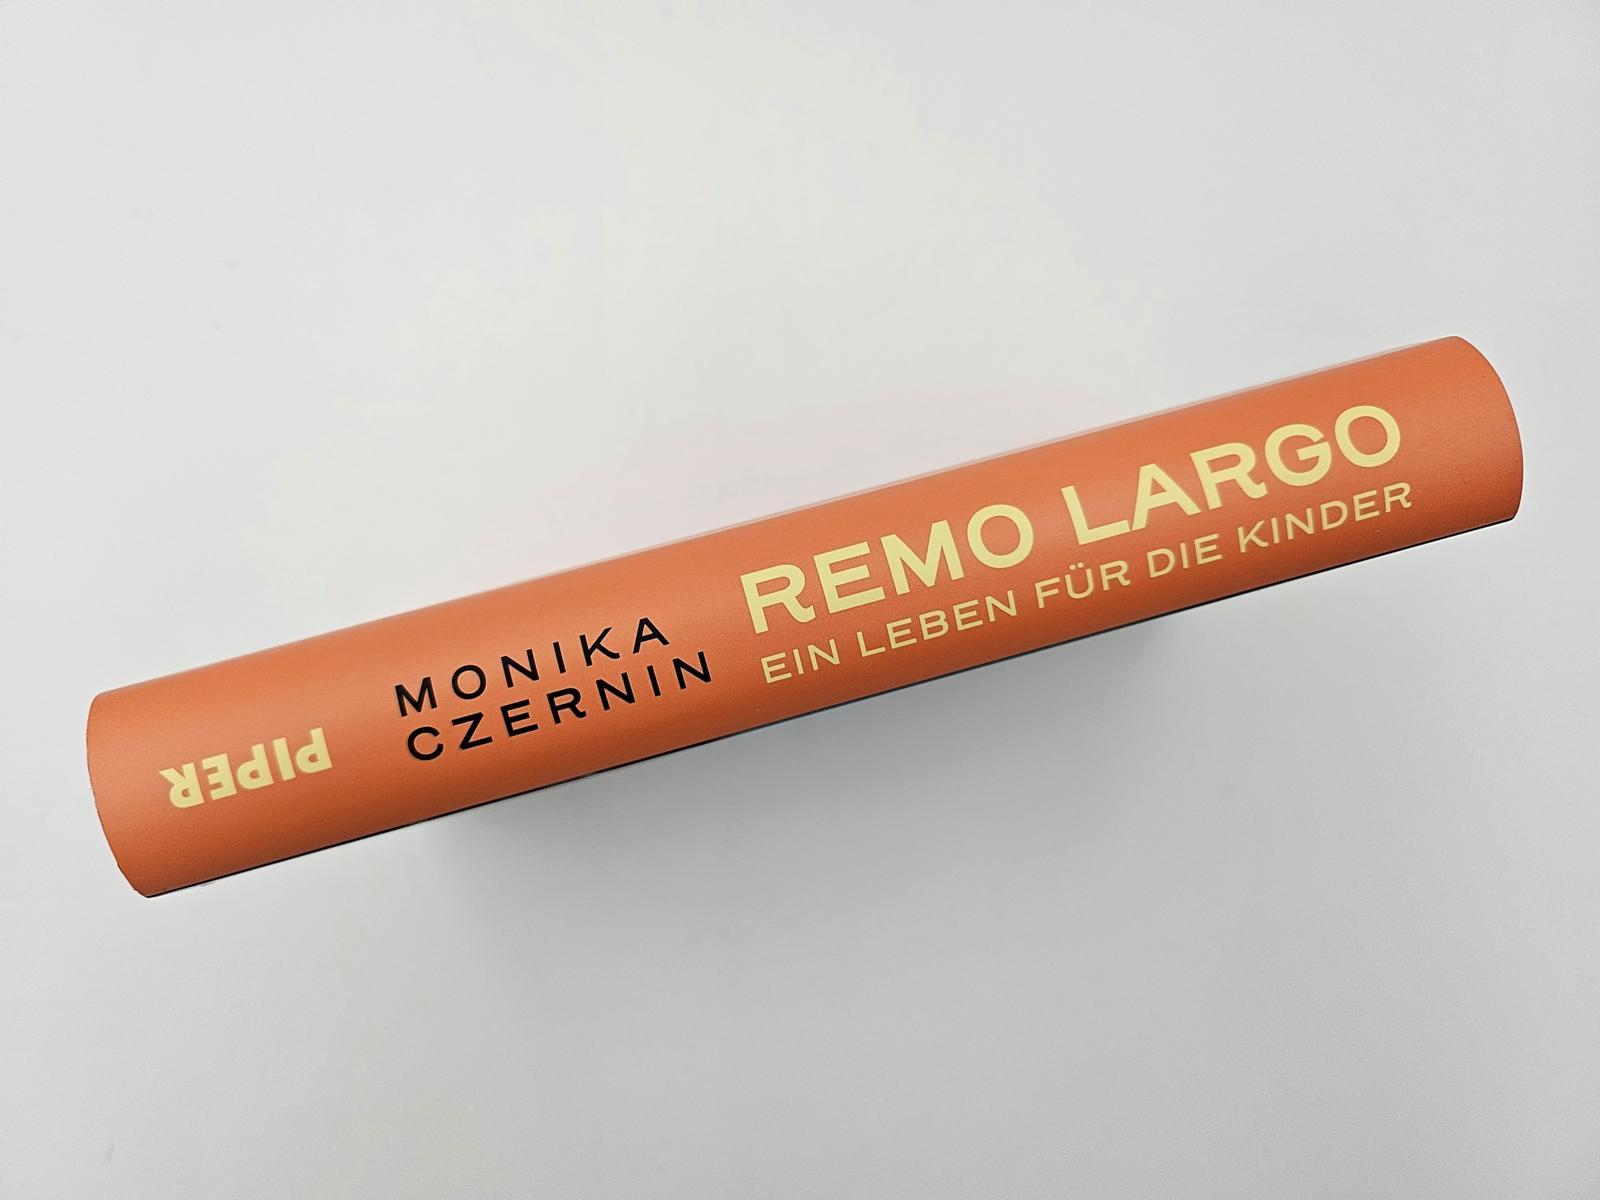 REMO LARGO
EIN LEBEN FÜR DIE KINDER
MONIKA
CZERNIN
PIPER